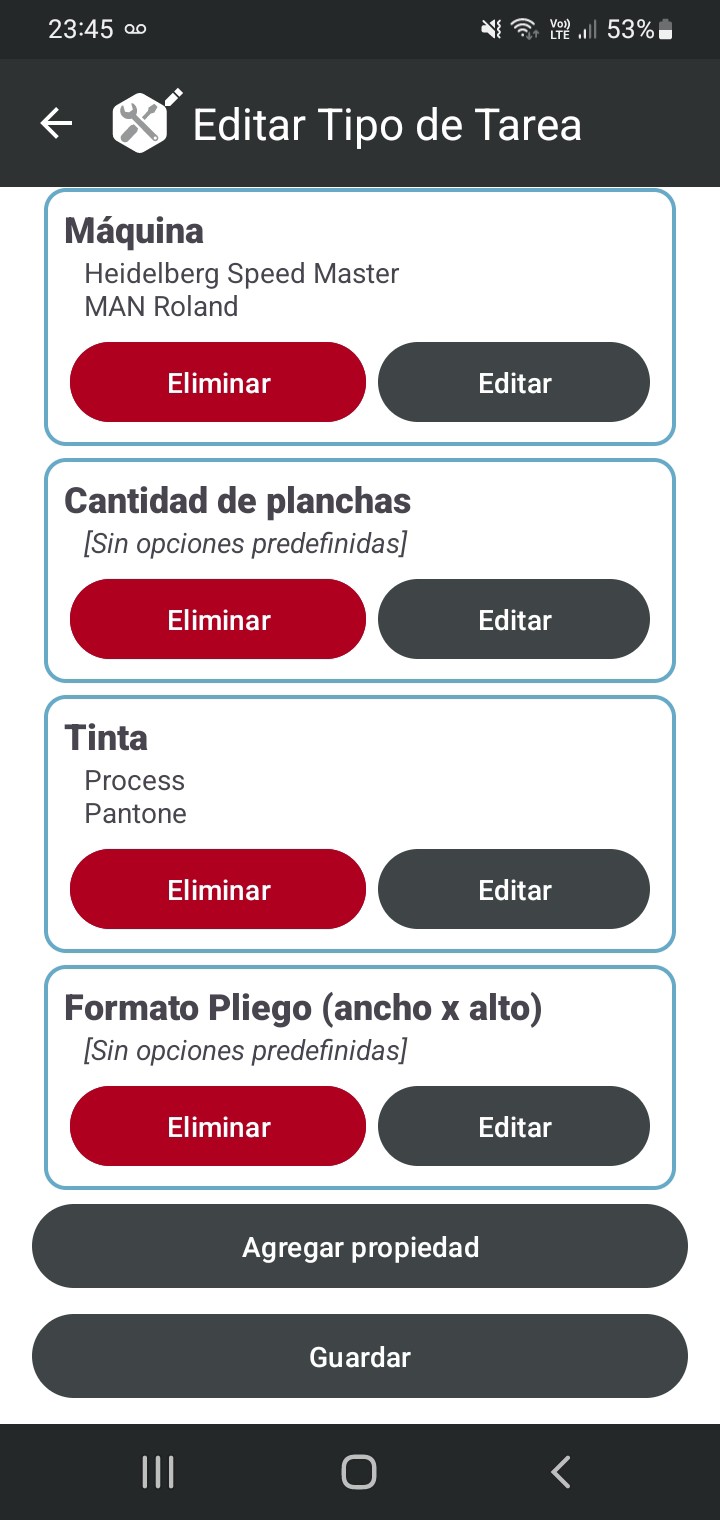 23:45
Vo)) LTE 53%
Editar Tipo de Tarea
Máquina
Heidelberg Speed Master
MAN Roland
Eliminar Editar
Cantidad de planchas
[Sin opciones predefinidas]
Eliminar Editar
Tinta
Process
Pantone
Eliminar Editar
Formato Pliego (ancho x alto)
[Sin opciones predefinidas]
Eliminar Editar
Agregar propiedad
Guardar